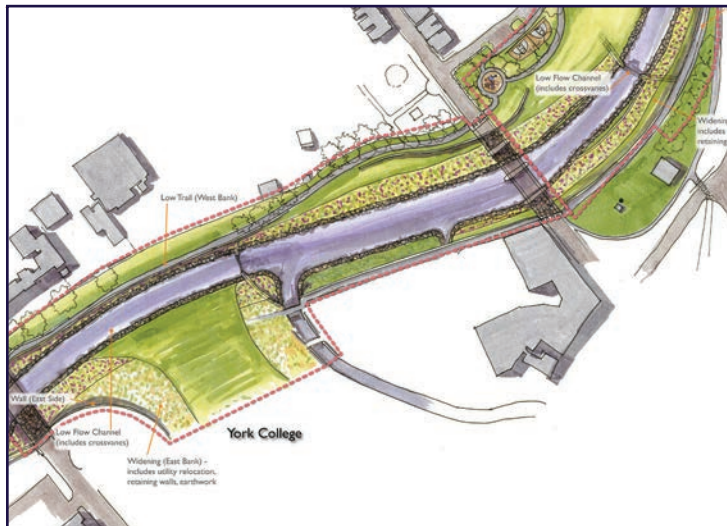 Low Flow Channel
(includes crossvanes)
Widening
includes
retaining
Low Trail (West Bank)
Wall (East Side)
Low Flow Channel
(includes crossvanes)
York College
Widening (East Bank) -
includes utility relocation,
retaining walls, earthwork